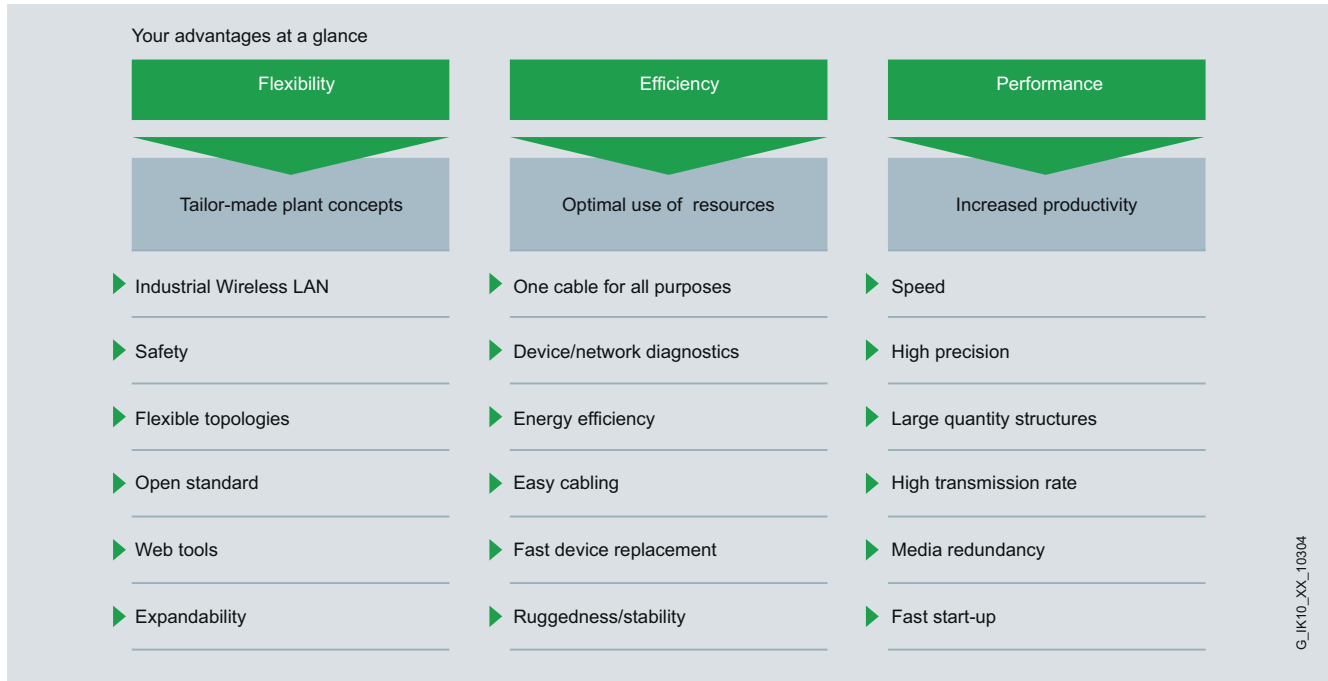 Your advantages at a glance
Flexibility
Efficiency
Performance
Tailor-made plant concepts
Optimal use of resources
Increased productivity
Industrial Wireless LAN
One cable for all purposes
Speed
Safety
Device/network diagnostics
High precision
Flexible topologies
Energy efficiency
Large quantity structures
Open standard
Easy cabling
High transmission rate
Web tools
Fast device replacement
Media redundancy
Expandability
Ruggedness/stability
Fast start-up
G_IK10_XX_10304